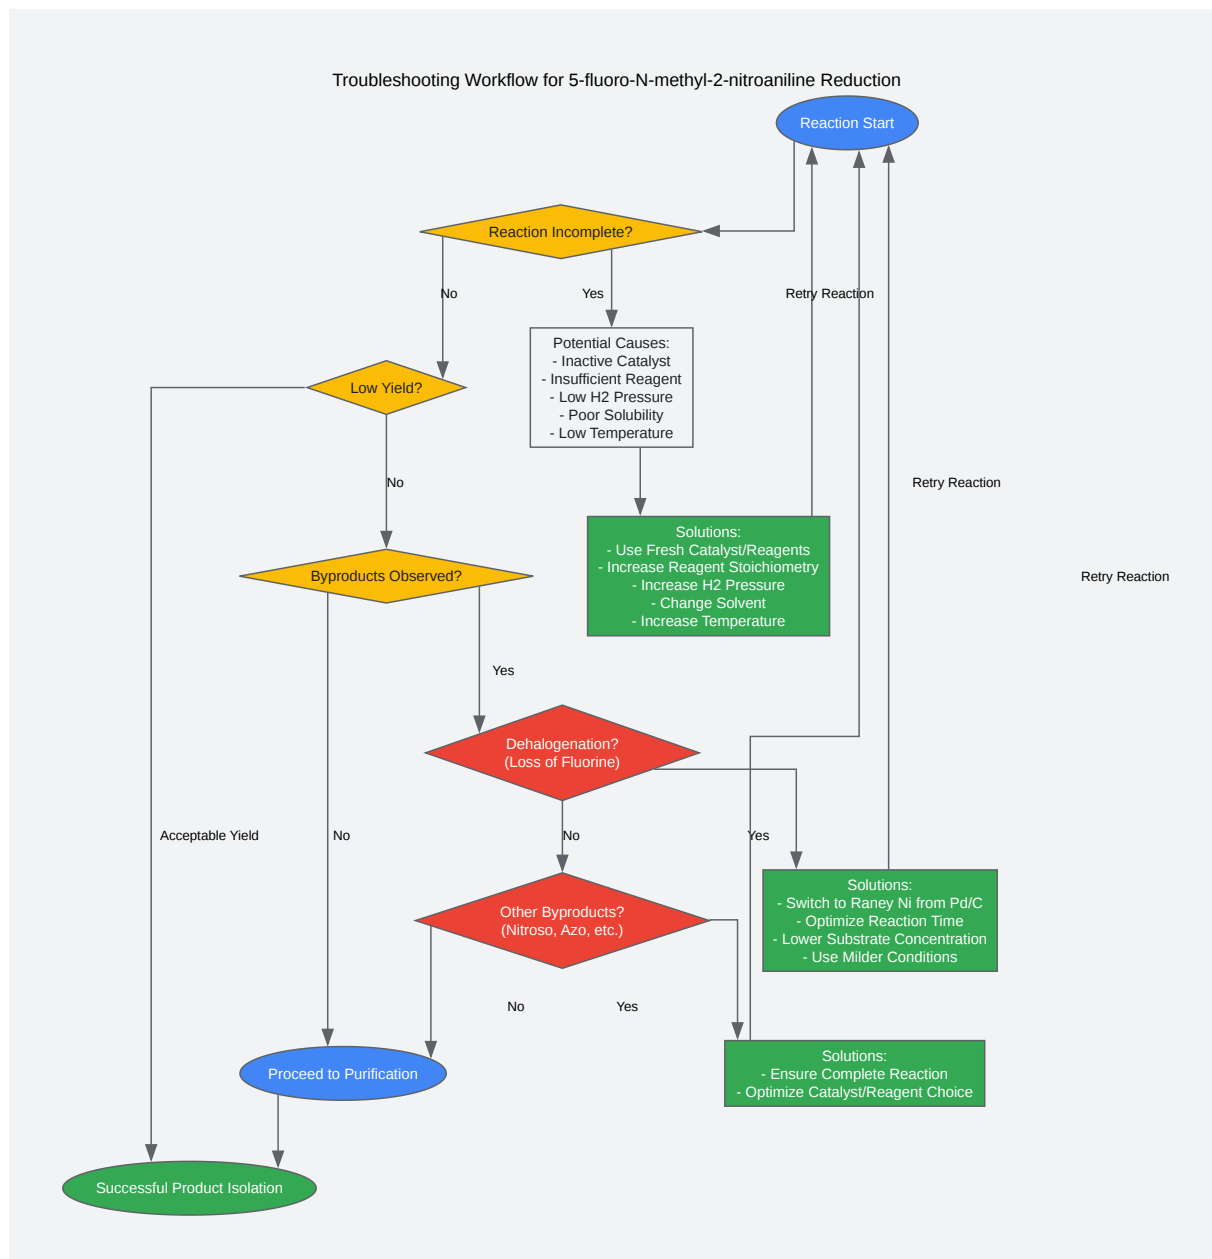 Troubleshooting Workflow for 5-fluoro-N-methyl-2-nitroaniline Reduction
Reaction Start
Reaction Incomplete?
No
Yes
Retry Reaction
Potential Causes:
- Inactive Catalyst
- Insufficient Reagent
- Low H2 Pressure
- Poor Solubility
- Low Temperature
Low Yield?
No
Retry Reaction
Solutions:
- Use Fresh Catalyst/Reagents
- Increase Reagent Stoichiometry
- Increase H2 Pressure
- Change Solvent
- Increase Temperature
Byproducts Observed?
Retry Reaction
Yes
Dehalogenation?
(Loss of Fluorine)
Acceptable Yield
No
No
Yes
Other Byproducts?
(Nitroso, Azo, etc.)
Solutions:
- Switch to Raney Ni from Pd/C
- Optimize Reaction Time
- Lower Substrate Concentration
- Use Milder Conditions
No
Yes
Proceed to Purification
Solutions:
- Ensure Complete Reaction
- Optimize Catalyst/Reagent Choice
Successful Product Isolation